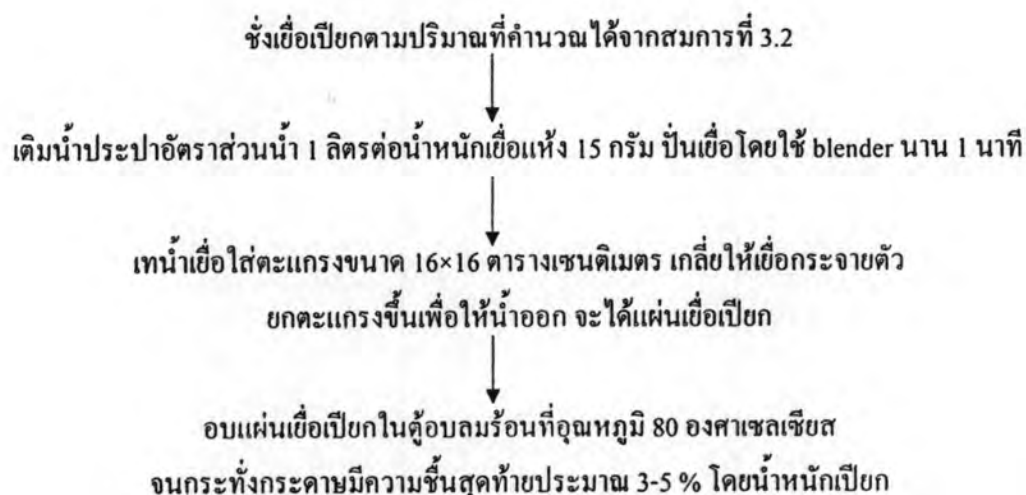 ชั่งเยื่อเปียกตามปริมาณที่คำนวณได้จากสมการที่ 3.2
เติมน้ำประปาอัตราส่วนน้ำ 1 ลิตรต่อน้ำหนักเยื่อแห้ง 15 กรัม ปั่นเยื่อโดยใช้ blender นาน 1 นาที
เทน้ำเยื่อใส่ตะแกรงขนาด 16×16 ตารางเซนติเมตร เกลี่ยให้เยื่อกระจายตัว
ยกตะแกรงขึ้นเพื่อให้น้ำออก จะได้แผ่นเยื่อเปียก
อบแผ่นเยื่อเปียกในตู้อบลมร้อนที่อุณหภูมิ 80 องศาเซลเซียส
จนกระทั่งกระดาษมีความชื้นสุดท้ายประมาณ 3-5 % โดยน้ำหนักเปียก